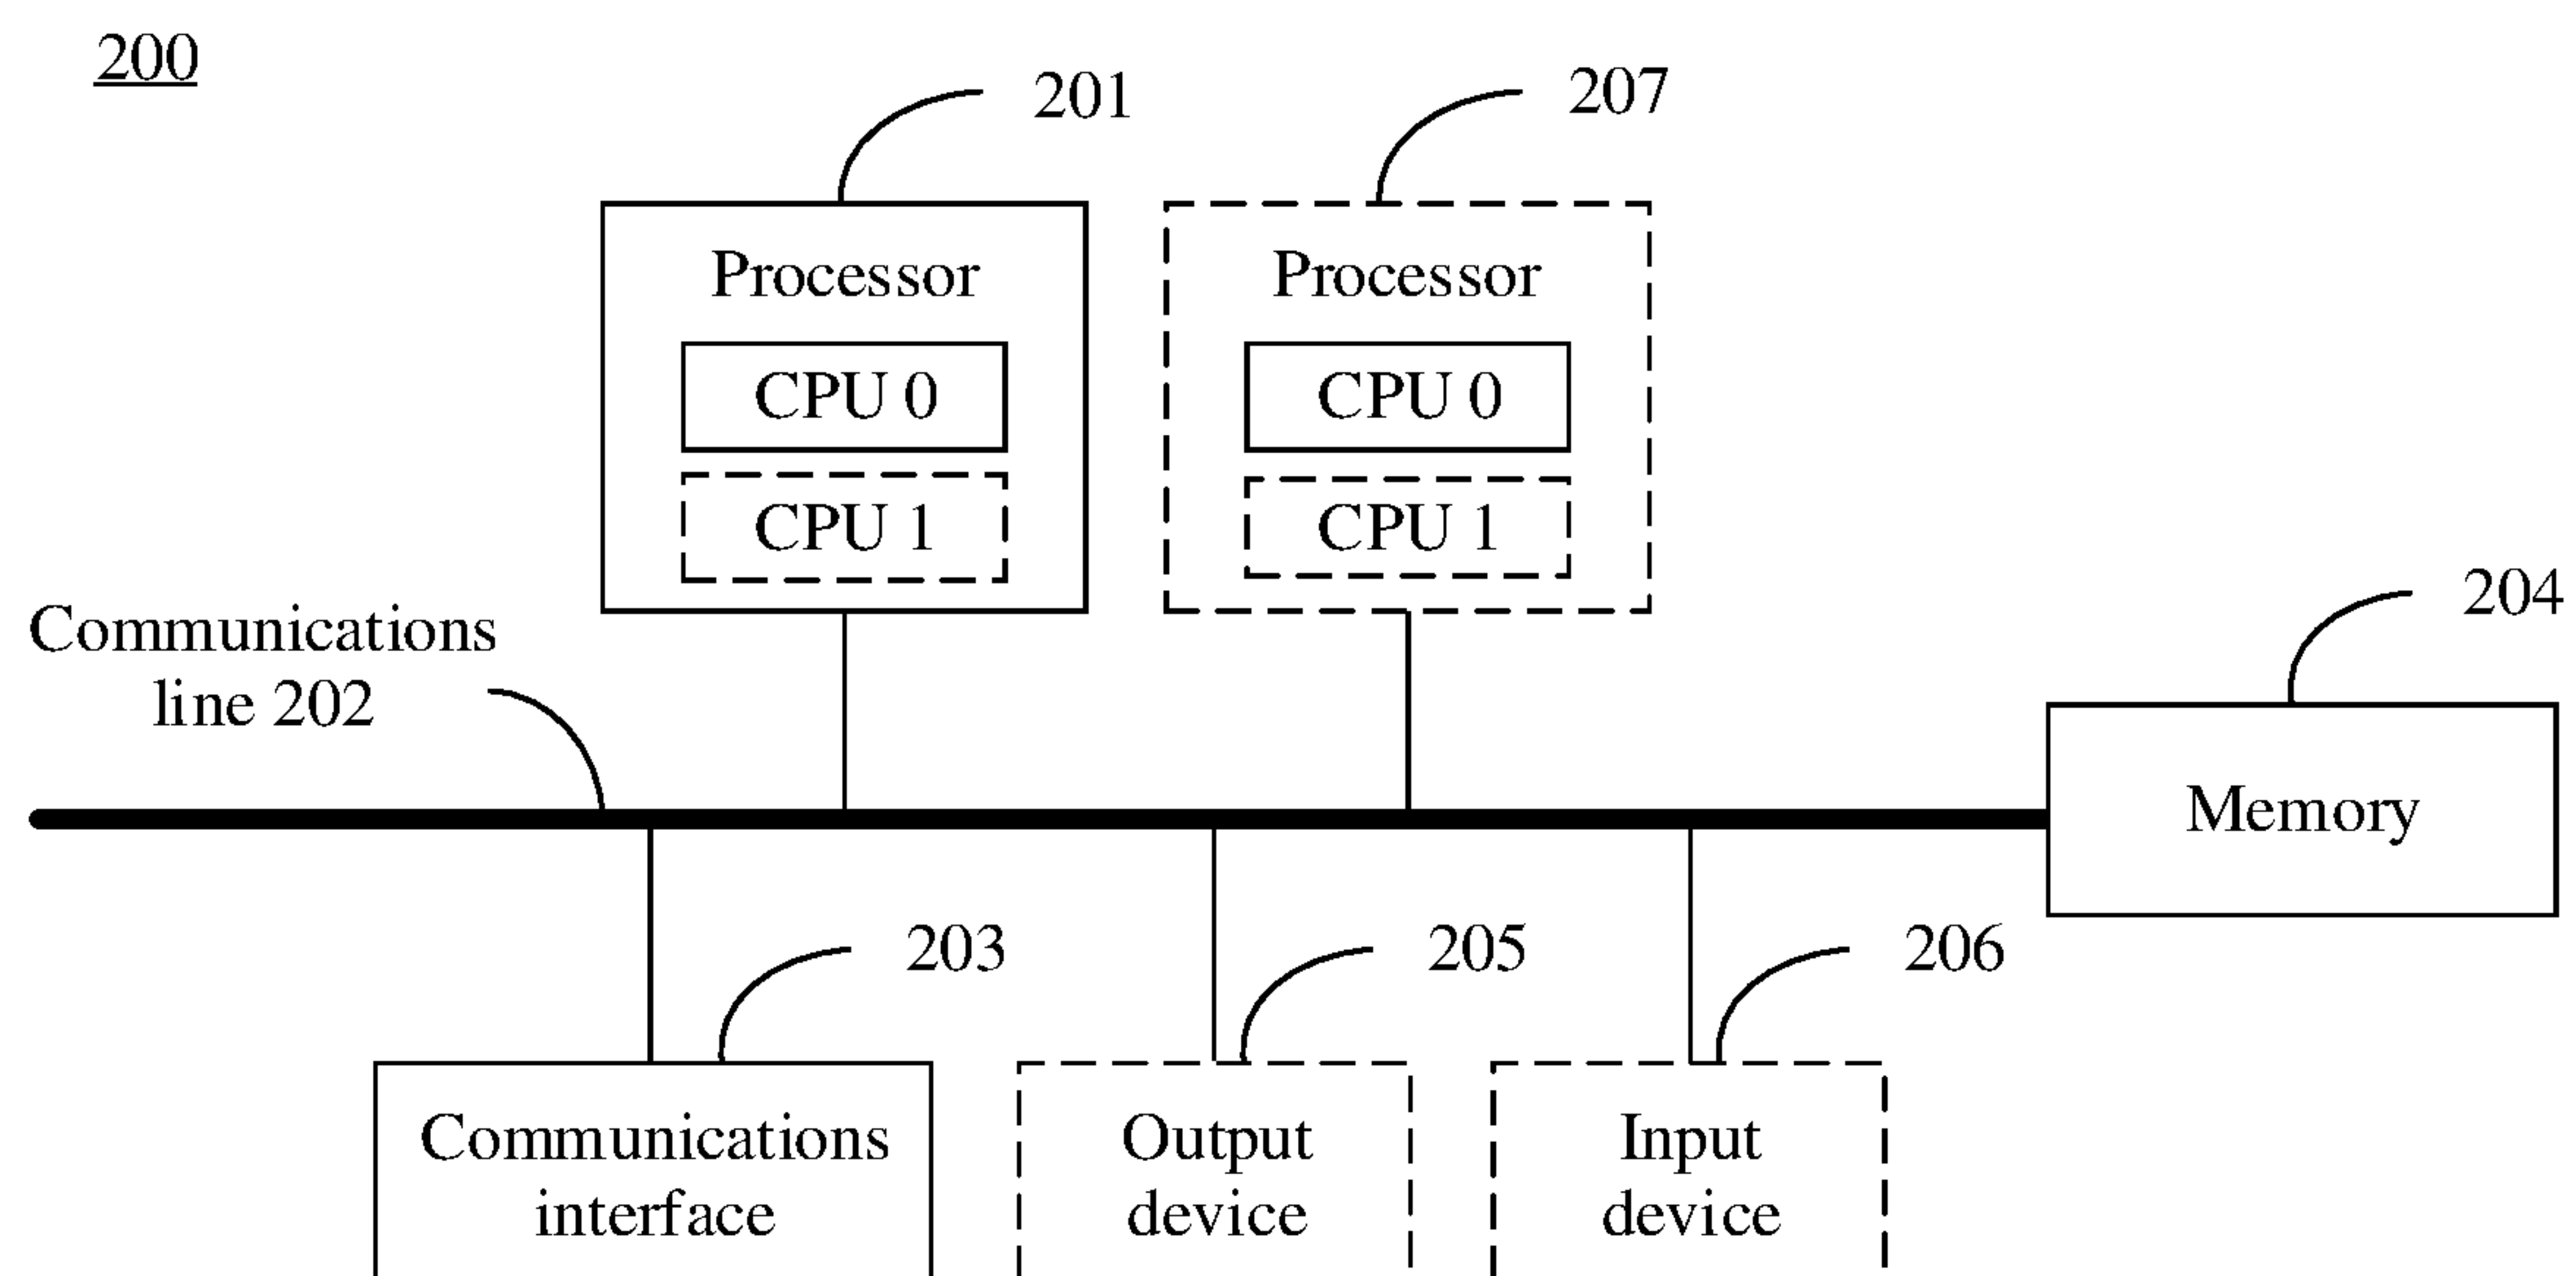 200
201
207
Processor
CPU 0
CPU 1
Processor
CPU 0
CPU 1
Communications
line 202
204
Memory
203
205
206
Communications
interface
Output
device
Input
device